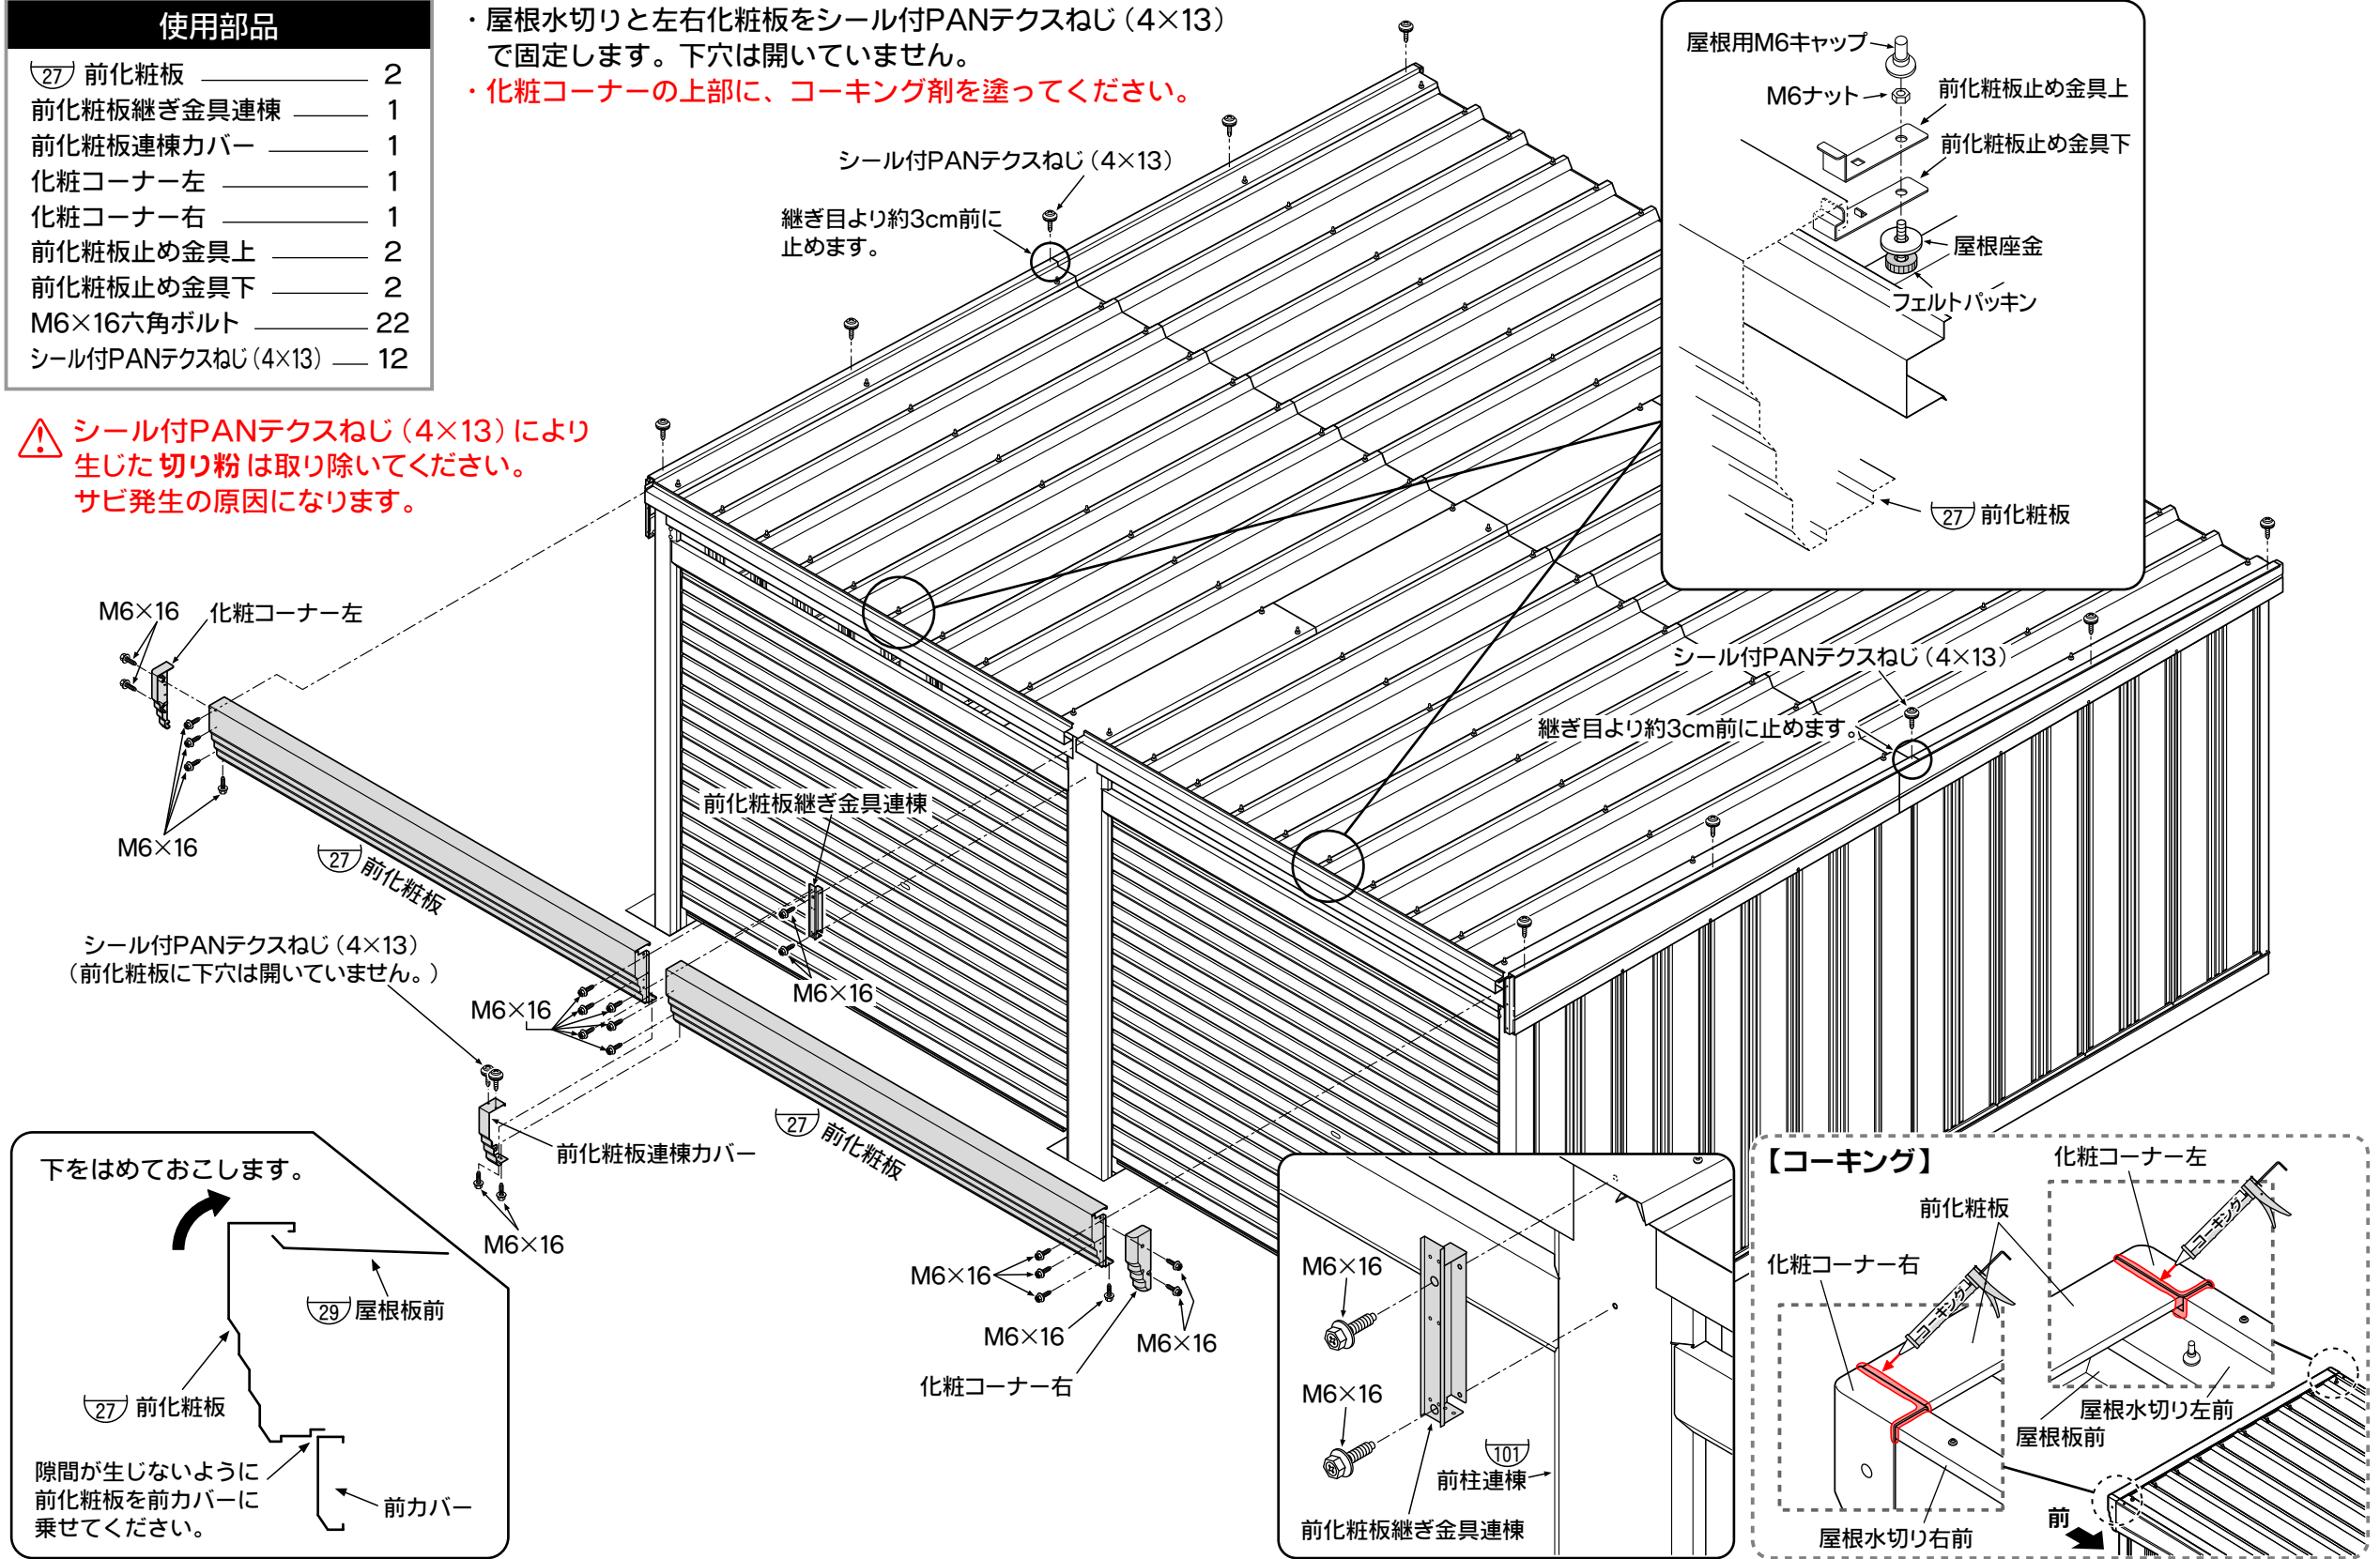 使用部品
27 前化粧板 2
前化粧板継ぎ金具連棟 1
前化粧板連棟カバー 1
化粧コーナー左 1
化粧コーナー右 1
前化粧板止め金具上 2
前化粧板止め金具下 2
M6×16六角ボルト 22
シール付PANテクスねじ（4×13） 12
・屋根水切りと左右化粧板をシール付PANテクスねじ（4×13）
で固定します。下穴は開いていません。
・化粧コーナーの上部に、コーキング剤を塗ってください。
シール付PANテクスねじ（4×13）により
生じた切り粉は取り除いてください。
サビ発生の原因になります。
シール付PANテクスねじ（4×13）
継ぎ目より約3cm前に
止めます。
屋根用M6キャップ
M6ナット
前化粧板止め金具上
前化粧板止め金具下
屋根座金
フェルトパッキン
27 前化粧板
M6×16
化粧コーナー左
M6×16
27 前化粧板
前化粧板継ぎ金具連棟
M6×16
シール付PANテクスねじ（4×13）
継ぎ目より約3cm前に止めます。
シール付PANテクスねじ（4×13）
（前化粧板に下穴は開いていません。）
M6×16
前化粧板連棟カバー
M6×16
27 前化粧板
M6×16
M6×16
M6×16
化粧コーナー右
下をはめておこします。
29 屋根板前
27 前化粧板
隙間が生じないように
前化粧板を前カバーに
乗せてください。
前カバー
M6×16
M6×16
101
前柱連棟
前化粧板継ぎ金具連棟
【コーキング】
化粧コーナー左
前化粧板
化粧コーナー右
コーキング
コーキング
屋根水切り左前
屋根板前
屋根水切り右前
前